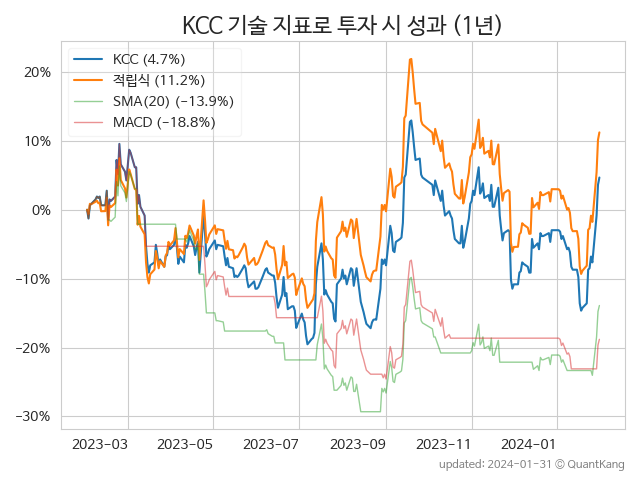 KCC 기술 지표로 투자 시 성과 (1년)
KCC (4.7%)
적립식 (11.2%)
SMA(20) (−13.9%)
MACD (−18.8%)
20%
10%
0%
−10%
−20%
−30%
2023-03 2023-05 2023-07 2023-09 2023-11 2024-01
updated: 2024-01-31 © QuantKang